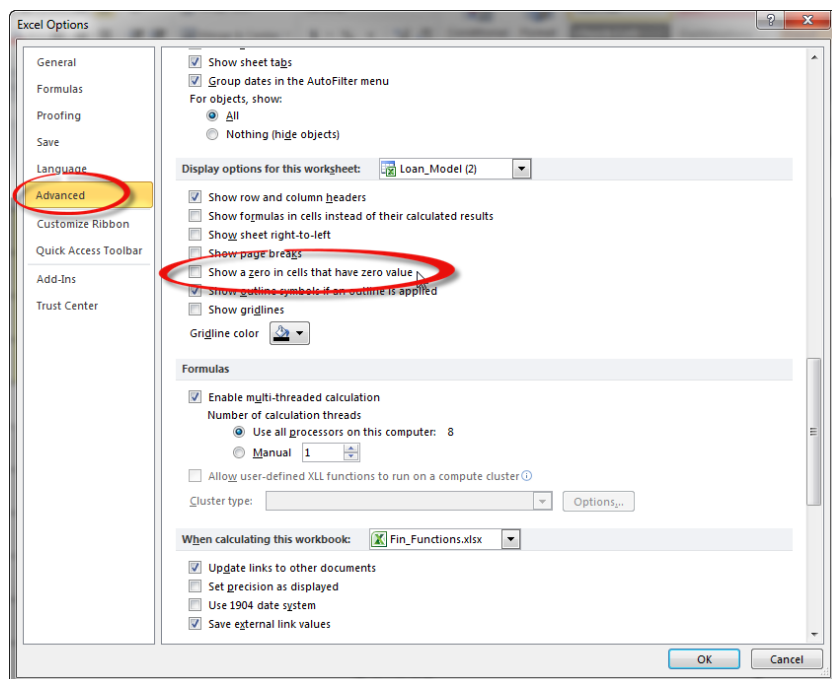 Excel Options
General
Formulas
Proofing
Save
Language
Advanced
Customize Ribbon
Quick Access Toolbar
Add-Ins
Trust Center
Show sheet tabs
Group dates in the AutoFilter menu
For objects, show:
All
Nothing (hide objects)
Display options for this worksheet: Loan_Model (2)
Show row and column headers
Show formulas in cells instead of their calculated results
Show sheet right-to-left
Show page breaks
Show a zero in cells that have zero value
Show outline symbols if an outline is applied
Show gridlines
Gridline color
Formulas
Enable multi-threaded calculation
Number of calculation threads
Use all processors on this computer: 8
Manual 1
Allow user-defined XLL functions to run on a compute cluster
Cluster type: Options...
When calculating this workbook: Fin_Functions.xlsx
Update links to other documents
Set precision as displayed
Use 1904 date system
Save external link values
OK Cancel